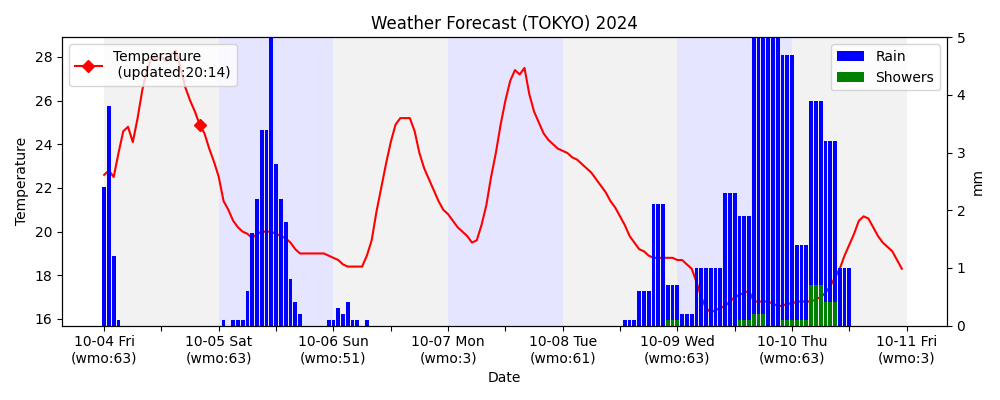 Weather Forecast (TOKYO) 2024
Temperature
(updated:20:14)
Rain
Showers
Temperature
28
26
24
22
20
18
16
5
4
3
2
1
0
mm
10-04 Fri
(wmo:63)
10-05 Sat
(wmo:63)
10-06 Sun
(wmo:51)
10-07 Mon
(wmo:3)
10-08 Tue
(wmo:61)
10-09 Wed
(wmo:63)
10-10 Thu
(wmo:63)
10-11 Fri
(wmo:3)
Date